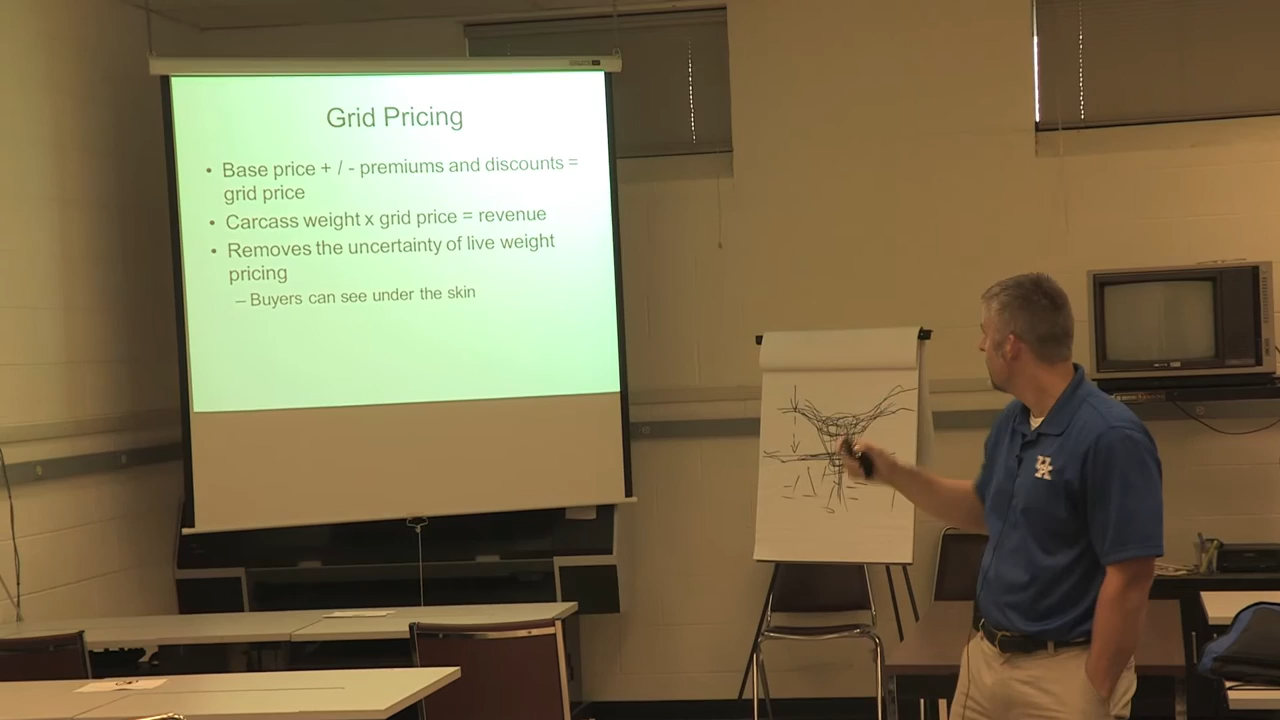 Grid Pricing
• Base price + / - premiums and discounts =
grid price
• Carcass weight x grid price = revenue
• Removes the uncertainty of live weight
pricing
– Buyers can see under the skin
UK